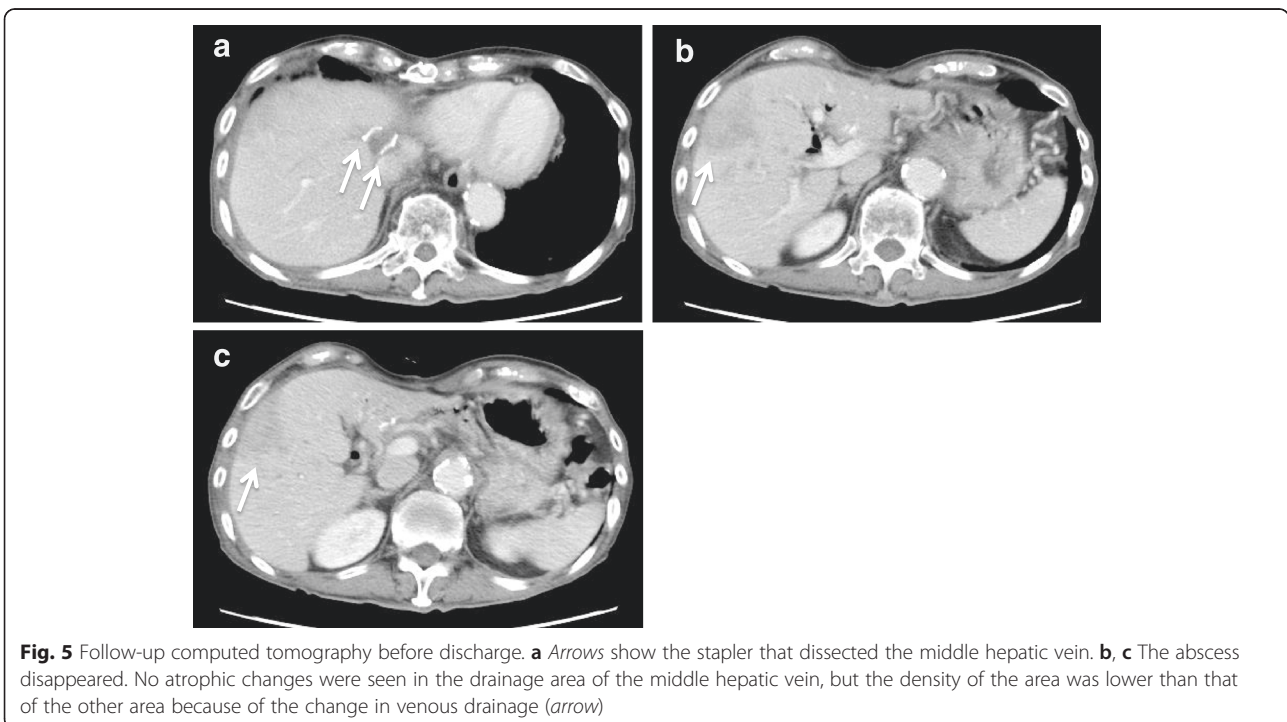 a
b
c
Fig. 5 Follow-up computed tomography before discharge. a Arrows show the stapler that dissected the middle hepatic vein. b, c The abscess
disappeared. No atrophic changes were seen in the drainage area of the middle hepatic vein, but the density of the area was lower than that
of the other area because of the change in venous drainage (arrow)